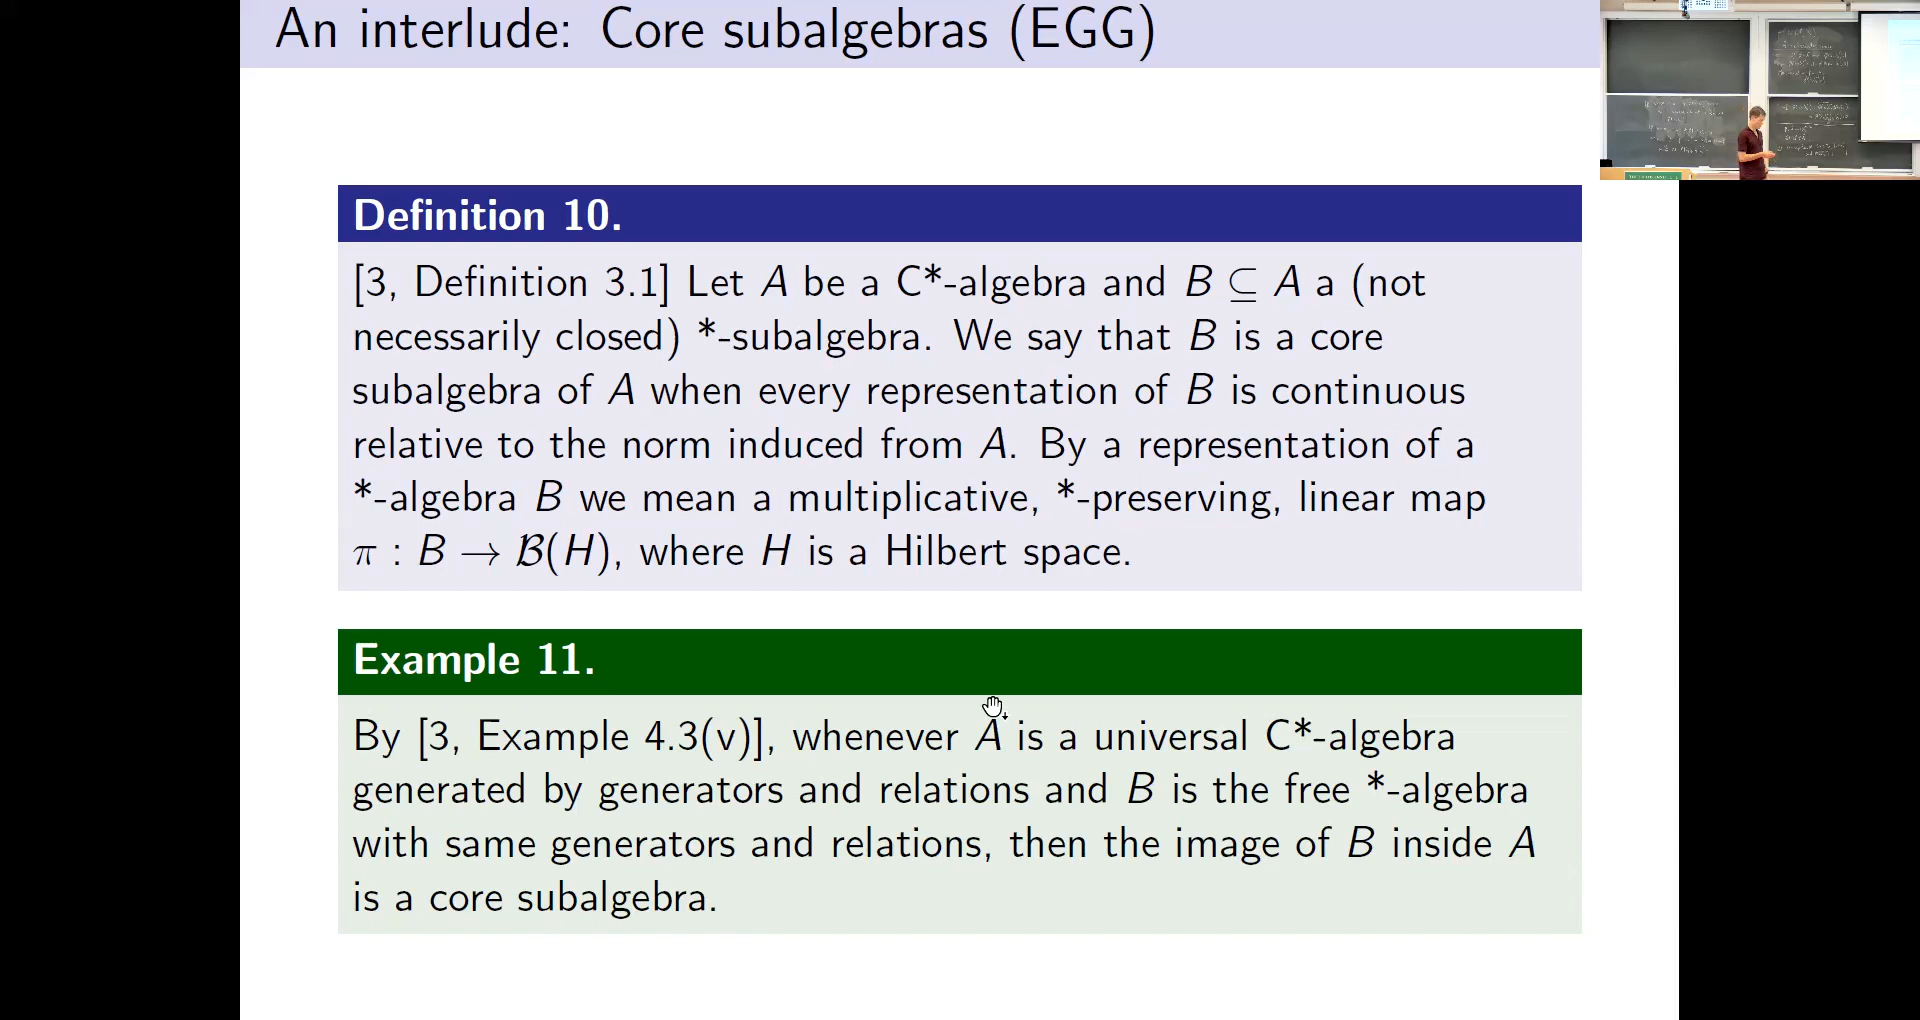 An interlude: Core subalgebras (EGG)
Definition 10.
[3, Definition 3.1] Let A be a C*-algebra and B ⊆ A a (not
necessarily closed) *-subalgebra. We say that B is a core
subalgebra of A when every representation of B is continuous
relative to the norm induced from A. By a representation of a
*-algebra B we mean a multiplicative, *-preserving, linear map
π : B → ℬ(H), where H is a Hilbert space.
Example 11.
By [3, Example 4.3(v)], whenever A is a universal C*-algebra
generated by generators and relations and B is the free *-algebra
with same generators and relations, then the image of B inside A
is a core subalgebra.